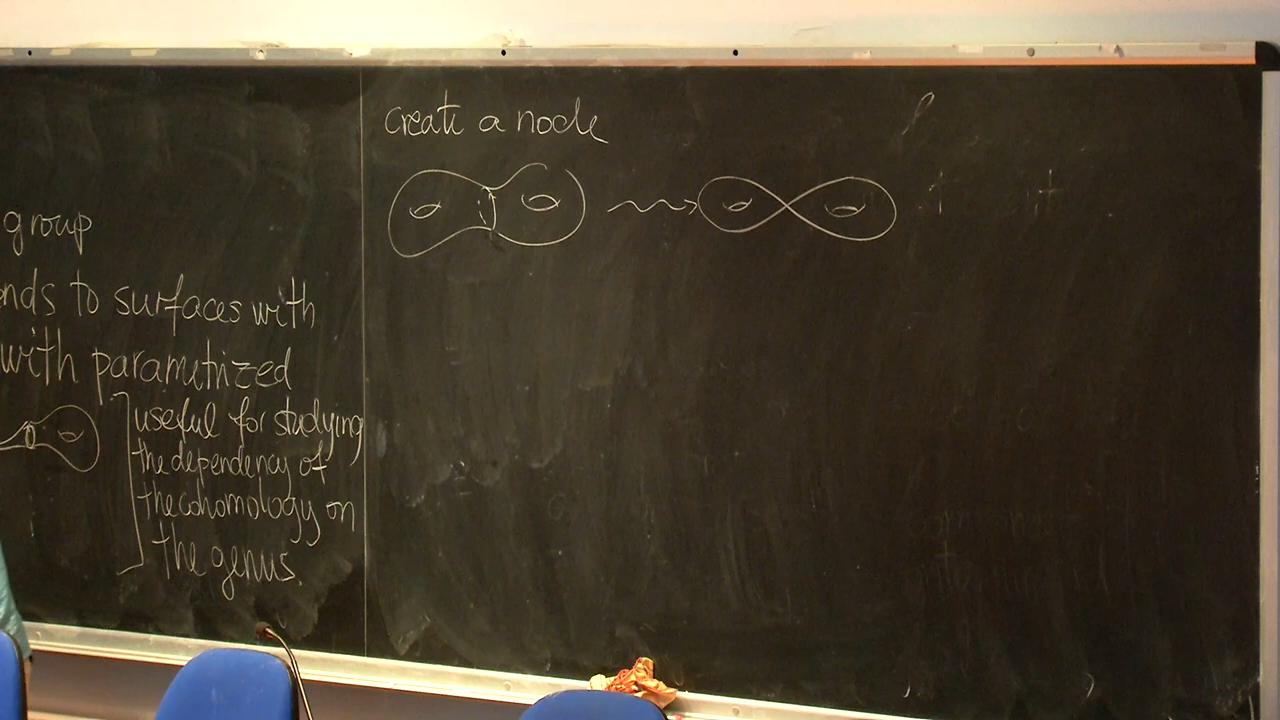 group
nds to surfaces with
with parametrized
useful for studying
the dependency of
the cohomology on
the genus.
create a node